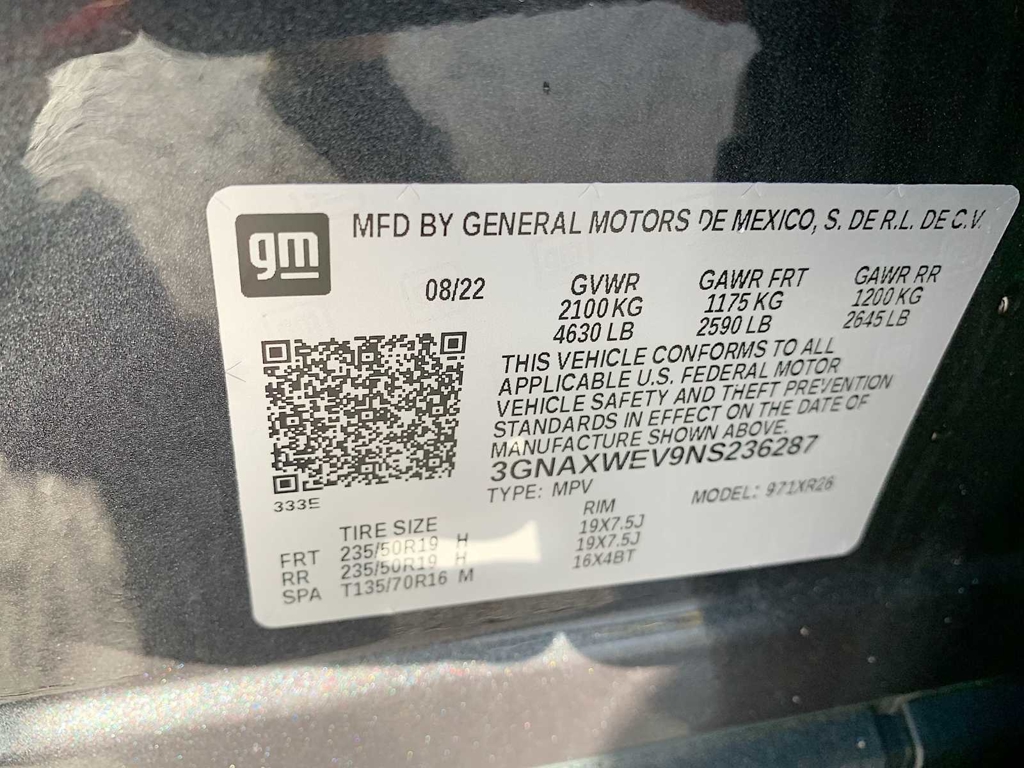 gm
MFD BY GENERAL MOTORS DE MEXICO, S. DE R.L. DE C.V.
08/22
GVWR GAWR FRT GAWR RR
2100 KG 1175 KG 1200 KG
4630 LB 2590 LB 2645 LB
THIS VEHICLE CONFORMS TO ALL
APPLICABLE U.S. FEDERAL MOTOR
VEHICLE SAFETY AND THEFT PREVENTION
STANDARDS IN EFFECT ON THE DATE OF
MANUFACTURE SHOWN ABOVE.
3GNAXWEV9NS236287
TYPE: MPV MODEL: 971XR26
333E
TIRE SIZE RIM
FRT 235/50R19 H 19X7.5J
RR 235/50R19 H 19X7.5J
SPA T135/70R16 M 16X4BT